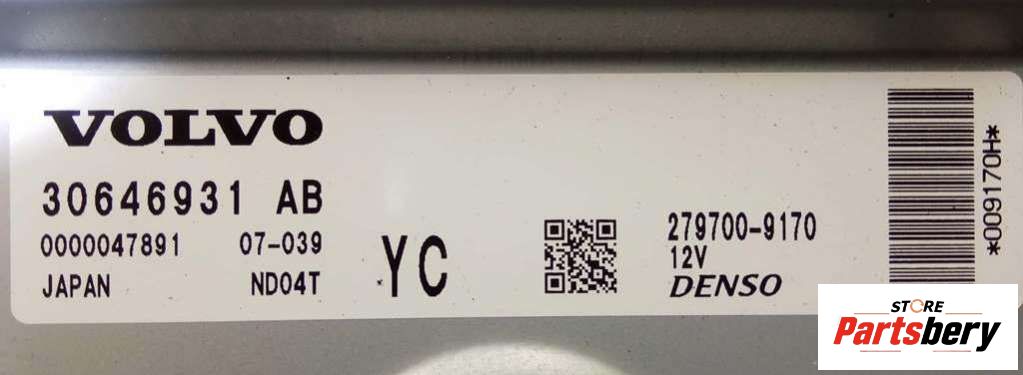 VOLVO
30646931 AB
0000047891 07-039
JAPAN ND04T
YC
279700-9170
12V
DENSO
*009170H*
STORE
Partsbery